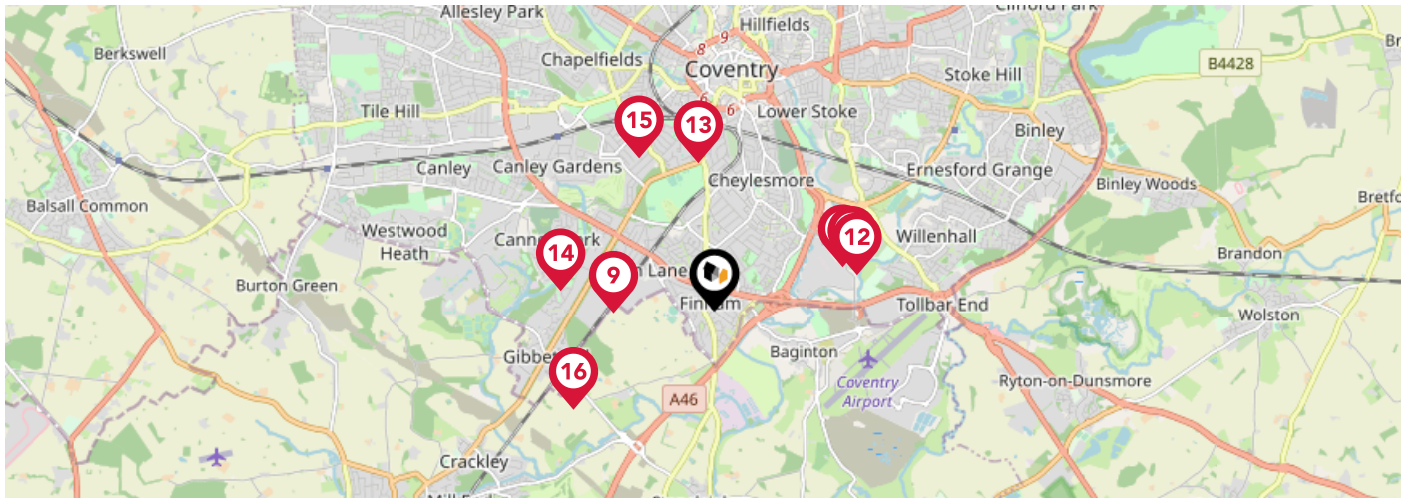 Allesley Park
Clifford Park
Hillfields
Berkswell
9
8
Chapelfields
Coventry
B4428
Stoke Hill
6
6
Lower Stoke
Tile Hill
15
13
Binley
Canley
Canley Gardens
Ernesford Grange
Cheylesmore
Binley Woods
Balsall Common
Westwood
Heath
12
Willenhall
Brandon
14
9
Lane
Burton Green
Tollbar End
Wolston
Baginton
16
Coventry
Airport
Ryton-on-Dunsmore
A46
Crackley